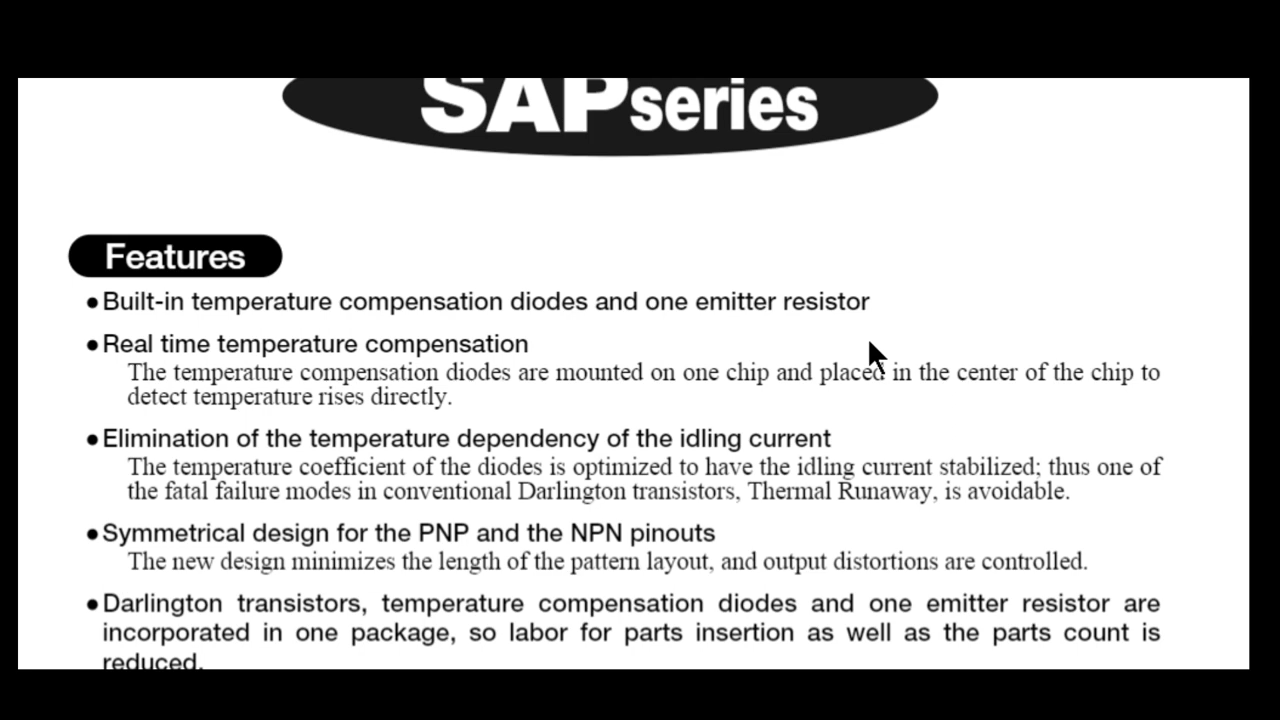 SAPseries
Features
●Built-in temperature compensation diodes and one emitter resistor
●Real time temperature compensation
The temperature compensation diodes are mounted on one chip and placed in the center of the chip to
detect temperature rises directly.
●Elimination of the temperature dependency of the idling current
The temperature coefficient of the diodes is optimized to have the idling current stabilized; thus one of
the fatal failure modes in conventional Darlington transistors, Thermal Runaway, is avoidable.
●Symmetrical design for the PNP and the NPN pinouts
The new design minimizes the length of the pattern layout, and output distortions are controlled.
●Darlington transistors, temperature compensation diodes and one emitter resistor are
incorporated in one package, so labor for parts insertion as well as the parts count is
reduced.